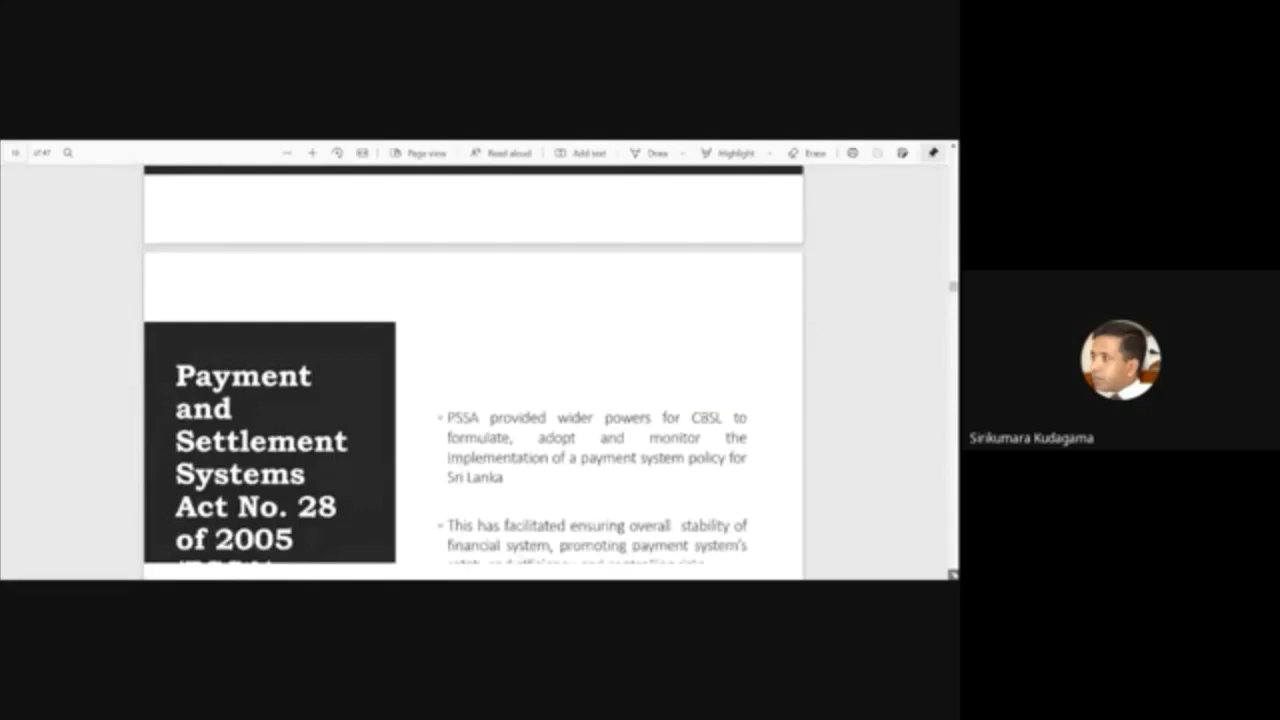 Page view
Read aloud
Add text
Draw
Highlight
Erase
Payment
and
Settlement
Systems
Act No. 28
of 2005
PSSA provided wider powers for CBSL to
formulate, adopt and monitor the
implementation of a payment system policy for
Sri Lanka
This has facilitated ensuring overall stability of
financial system, promoting payment system's
Sirikumara Kudagama